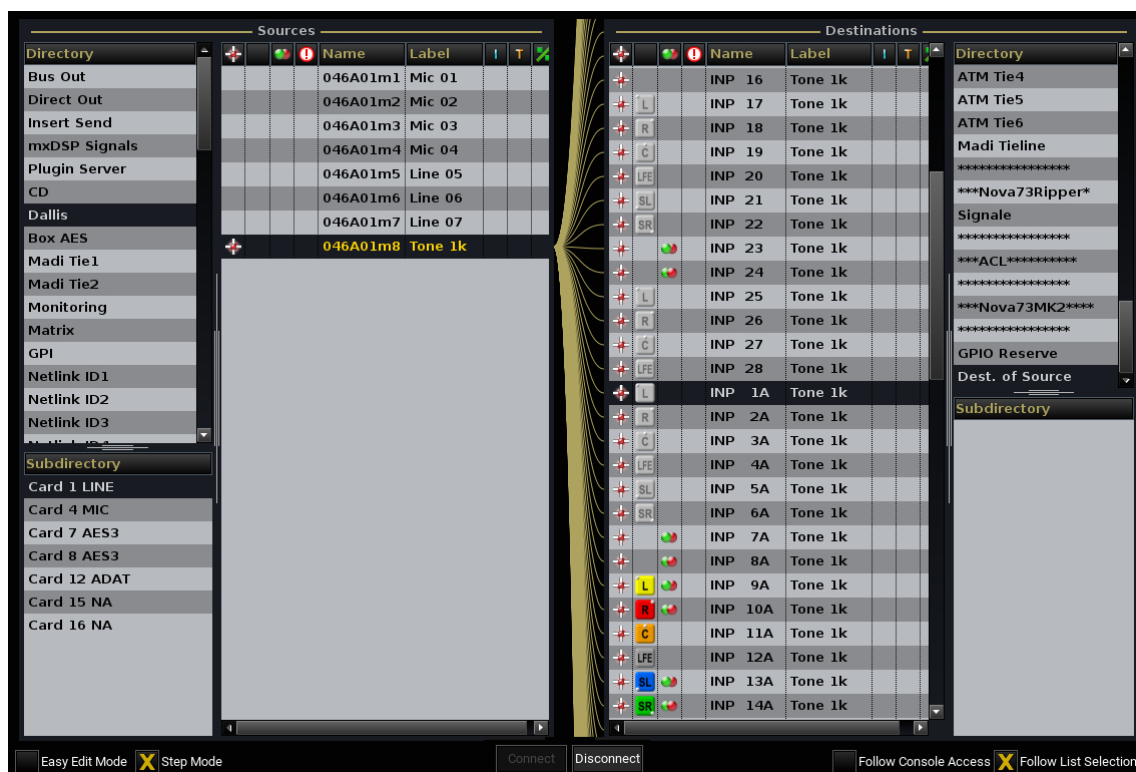 Sources
Directory
Bus Out
Direct Out
Insert Send
mxDSP Signals
Plugin Server
CD
Dallis
Box AES
Madi Tie1
Madi Tie2
Monitoring
Matrix
GPI
Netlink ID1
Netlink ID2
Netlink ID3
Subdirectory
Card 1 LINE
Card 4 MIC
Card 7 AES3
Card 8 AES3
Card 12 ADAT
Card 15 NA
Card 16 NA
Name Label I T
046A01m1 Mic 01
046A01m2 Mic 02
046A01m3 Mic 03
046A01m4 Mic 04
046A01m5 Line 05
046A01m6 Line 06
046A01m7 Line 07
046A01m8 Tone 1k
Destinations
Name Label I T
INP 16 Tone 1k
L INP 17 Tone 1k
R INP 18 Tone 1k
C INP 19 Tone 1k
LFE INP 20 Tone 1k
SL INP 21 Tone 1k
SR INP 22 Tone 1k
INP 23 Tone 1k
INP 24 Tone 1k
L INP 25 Tone 1k
R INP 26 Tone 1k
C INP 27 Tone 1k
LFE INP 28 Tone 1k
L INP 1A Tone 1k
R INP 2A Tone 1k
C INP 3A Tone 1k
LFE INP 4A Tone 1k
SL INP 5A Tone 1k
SR INP 6A Tone 1k
INP 7A Tone 1k
INP 8A Tone 1k
L INP 9A Tone 1k
R INP 10A Tone 1k
C INP 11A Tone 1k
LFE INP 12A Tone 1k
SL INP 13A Tone 1k
SR INP 14A Tone 1k
Directory
ATM Tie4
ATM Tie5
ATM Tie6
Madi Tieline
****************
***Nova73Ripper*
Signale
****************
***ACL**********
****************
***Nova73MK2****
****************
GPIO Reserve
Dest. of Source
Subdirectory
Easy Edit Mode X Step Mode
Connect Disconnect
Follow Console Access X Follow List Selection